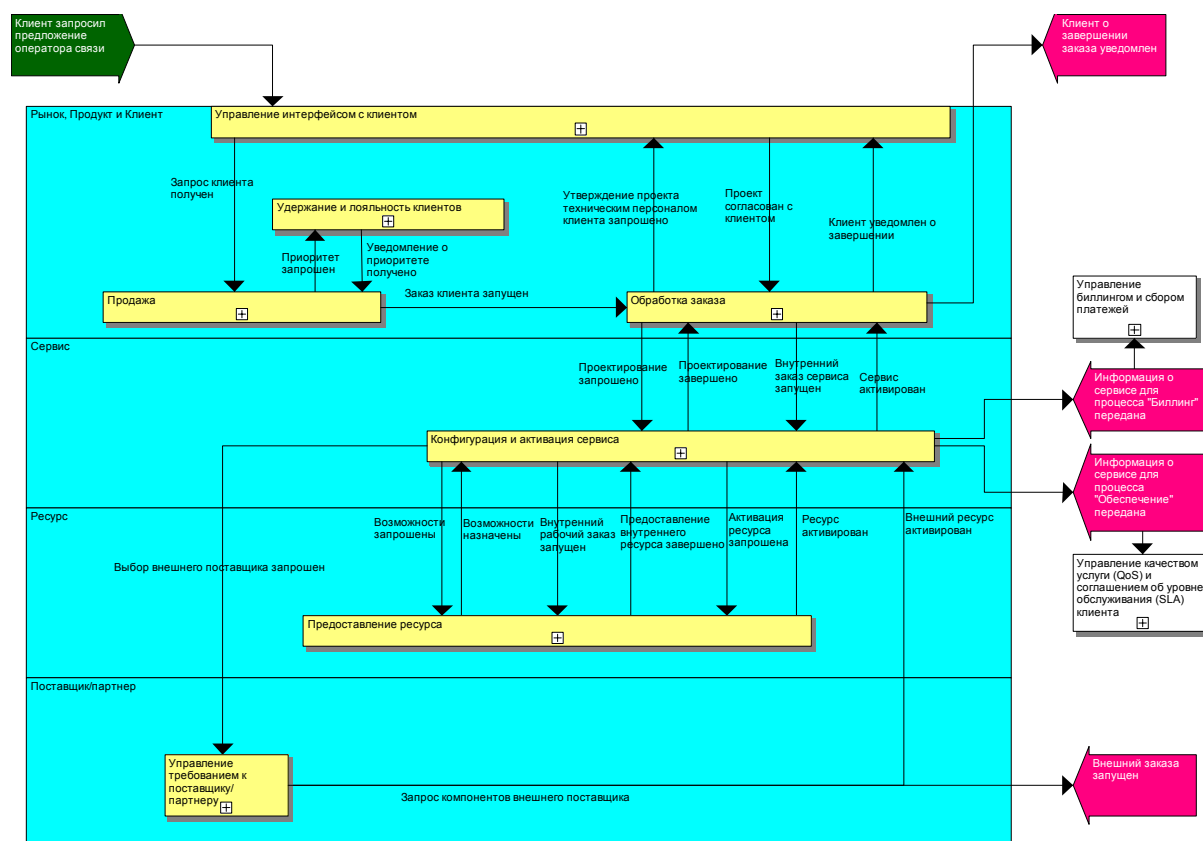 Клиент запросил
предложение
оператора связи
Клиент о
завершении
заказа уведомлен
Рынок, Продукт и Клиент
Управление интерфейсом с клиентом
Запрос клиента
получен
Удержание и лояльность клиентов
Утверждение проекта
техническим персоналом
клиента запрошено
Проект
согласован с
клиентом
Клиент уведомлен о
завершении
Приоритет
запрошен
Уведомление о
приоритете
получено
Продажа
Заказ клиента запущен
Обработка заказа
Управление
биллингом и сбором
платежей
Сервис
Проектирование
запрошено
Проектирование
завершено
Внутренний
заказ сервиса
запущен
Сервис
активирован
Информация о
сервисе для
процесса "Биллинг"
передана
Конфигурация и активация сервиса
Информация о
сервисе для
процесса
"Обеспечение"
передана
Ресурс
Возможности
запрошены
Возможности
назначены
Внутренний
рабочий заказ
запущен
Предоставление
внутреннего
ресурса завершено
Активация
ресурса
запрошена
Ресурс
активирован
Внешний ресурс
активирован
Выбор внешнего поставщика запрошен
Управление качеством
услуги (QoS) и
соглашением об уровне
обслуживания (SLA)
клиента
Предоставление ресурса
Поставщик/партнер
Управление
требованием к
поставщику/
партнеру
Запрос компонентов внешнего поставщика
Внешний заказа
запущен